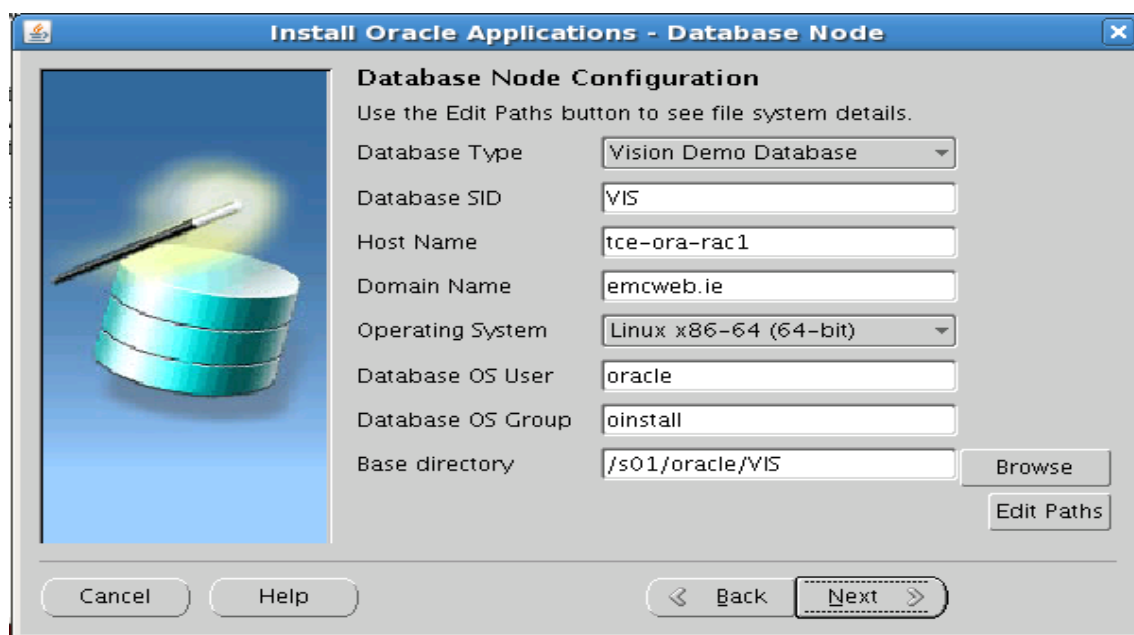 Install Oracle Applications - Database Node
Database Node Configuration
Use the Edit Paths button to see file system details.
Database Type Vision Demo Database
Database SID VIS
Host Name tce-ora-rac1
Domain Name emcweb.ie
Operating System Linux x86-64 (64-bit)
Database OS User oracle
Database OS Group oinstall
Base directory /s01/oracle/VIS Browse
Edit Paths
Cancel Help Back Next